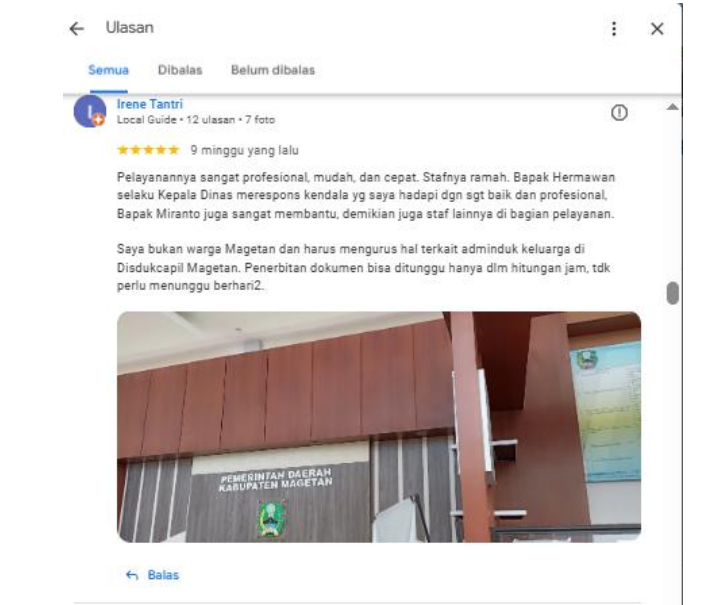 Ulasan
Semua Dibalas Belum dibalas
I
Irene Tantri
Local Guide • 12 ulasan • 7 foto
9 minggu yang lalu
Pelayanannya sangat profesional, mudah, dan cepat. Stafnya ramah. Bapak Hermawan
selaku Kepala Dinas merespons kendala yg saya hadapi dgn sgt baik dan profesional,
Bapak Miranto juga sangat membantu, demikian juga staf lainnya di bagian pelayanan.
Saya bukan warga Magetan dan harus mengurus hal terkait adminduk keluarga di
Disdukcapil Magetan. Penerbitan dokumen bisa ditunggu hanya dlm hitungan jam, tdk
perlu menunggu berhari2.
PEMERINTAH DAERAH
KABUPATEN MAGETAN
Balas